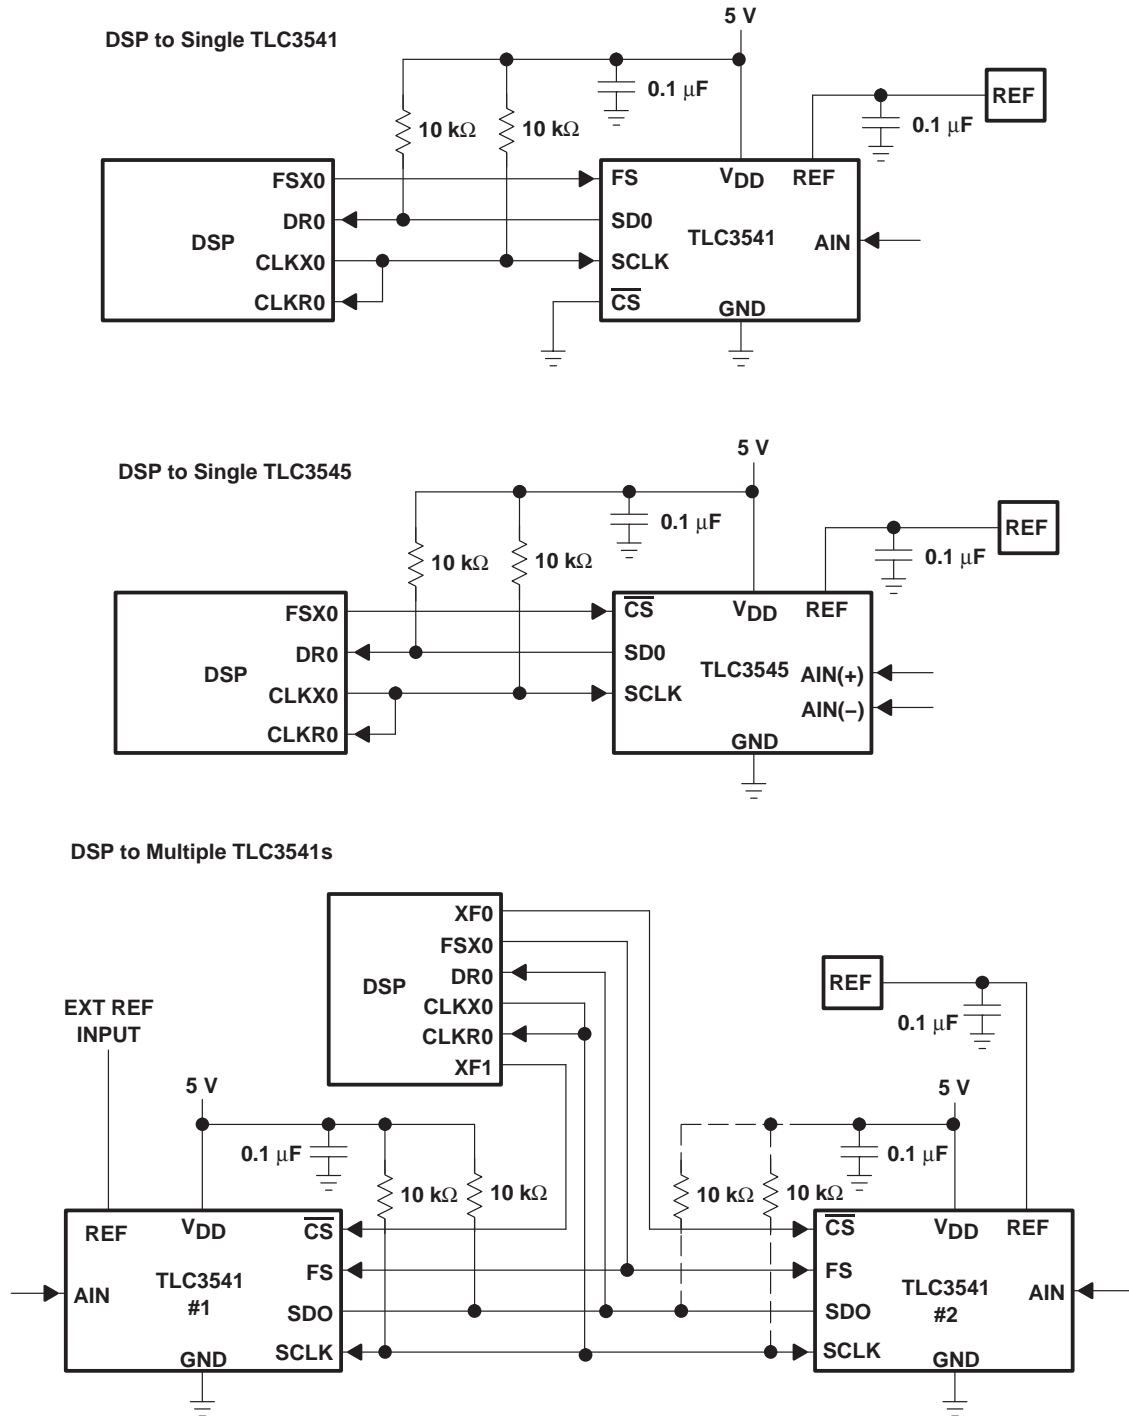 DSP to Single TLC3541
5 V
0.1 μF
REF
10 kΩ
10 kΩ
0.1 μF
FSX0
DR0
DSP
CLKX0
CLKR0
FS
VDD
REF
SD0
TLC3541
AIN
SCLK
CS
GND
DSP to Single TLC3545
5 V
0.1 μF
REF
10 kΩ
10 kΩ
0.1 μF
FSX0
DR0
DSP
CLKX0
CLKR0
CS
VDD
REF
SD0
TLC3545
AIN(+)
SCLK
AIN(−)
GND
DSP to Multiple TLC3541s
XF0
FSX0
DR0
DSP
CLKX0
CLKR0
XF1
REF
0.1 μF
EXT REF
INPUT
5 V
0.1 μF
10 kΩ
10 kΩ
5 V
10 kΩ
10 kΩ
0.1 μF
REF
VDD
CS
FS
TLC3541
#1
AIN
SDO
SCLK
GND
CS
VDD
REF
FS
TLC3541
#2
AIN
SDO
SCLK
GND